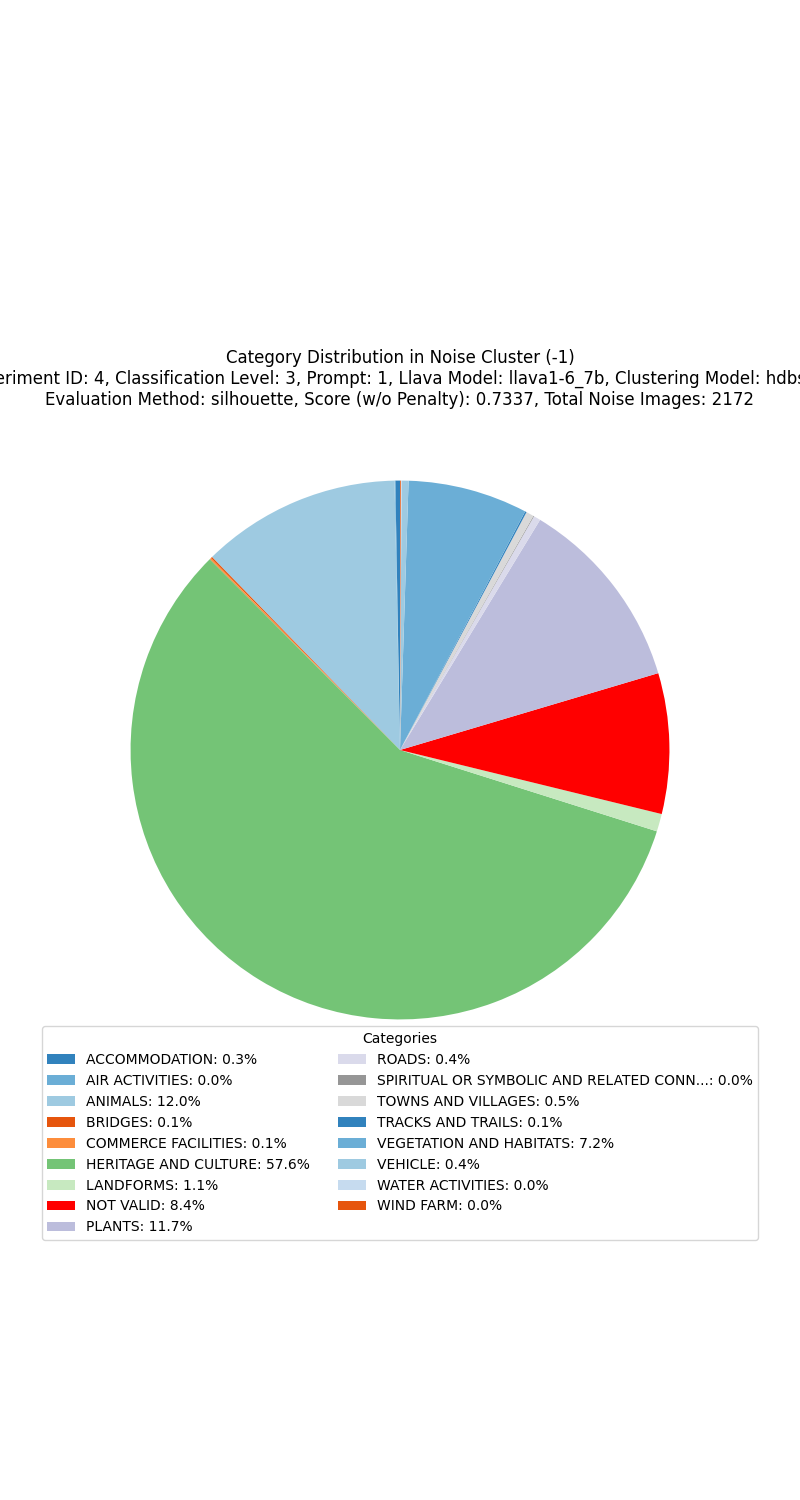 Category Distribution in Noise Cluster (-1)
eriment ID: 4, Classification Level: 3, Prompt: 1, Llava Model: llava1-6_7b, Clustering Model: hdbs
Evaluation Method: silhouette, Score (w/o Penalty): 0.7337, Total Noise Images: 2172
Categories
ACCOMMODATION: 0.3%
AIR ACTIVITIES: 0.0%
ANIMALS: 12.0%
BRIDGES: 0.1%
COMMERCE FACILITIES: 0.1%
HERITAGE AND CULTURE: 57.6%
LANDFORMS: 1.1%
NOT VALID: 8.4%
PLANTS: 11.7%
ROADS: 0.4%
SPIRITUAL OR SYMBOLIC AND RELATED CONN...: 0.0%
TOWNS AND VILLAGES: 0.5%
TRACKS AND TRAILS: 0.1%
VEGETATION AND HABITATS: 7.2%
VEHICLE: 0.4%
WATER ACTIVITIES: 0.0%
WIND FARM: 0.0%